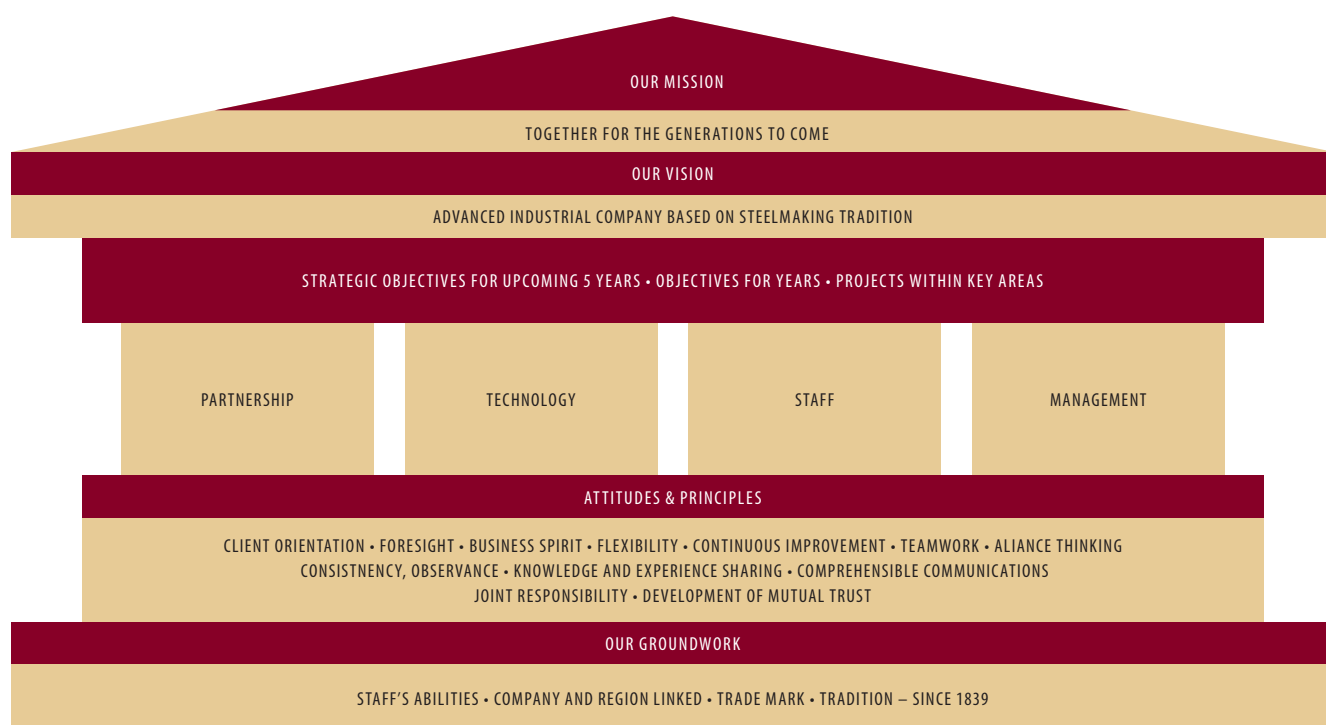 OUR MISSION
TOGETHER FOR THE GENERATIONS TO COME
OUR VISION
ADVANCED INDUSTRIAL COMPANY BASED ON STEELMAKING TRADITION
STRATEGIC OBJECTIVES FOR UPCOMING 5 YEARS • OBJECTIVES FOR YEARS • PROJECTS WITHIN KEY AREAS
PARTNERSHIP
TECHNOLOGY
STAFF
MANAGEMENT
ATTITUDES & PRINCIPLES
CLIENT ORIENTATION • FORESIGHT • BUSINESS SPIRIT • FLEXIBILITY • CONTINUOUS IMPROVEMENT • TEAMWORK • ALIANCE THINKING
CONSISTNENCY, OBSERVANCE • KNOWLEDGE AND EXPERIENCE SHARING • COMPREHENSIBLE COMMUNICATIONS
JOINT RESPONSIBILITY • DEVELOPMENT OF MUTUAL TRUST
OUR GROUNDWORK
STAFF'S ABILITIES • COMPANY AND REGION LINKED • TRADE MARK • TRADITION – SINCE 1839